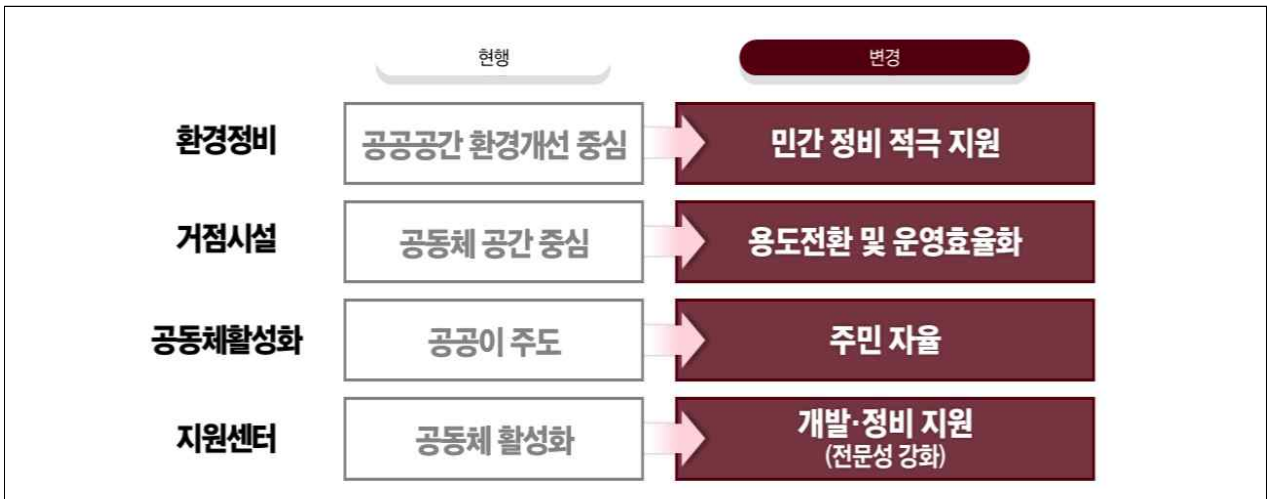 현행 변경
환경정비 공공공간 환경개선 중심 민간 정비 적극 지원
거점시설 공동체 공간 중심 용도전환 및 운영효율화
공동체활성화 공공이 주도 주민 자율
지원센터 공동체 활성화 개발·정비 지원
(전문성 강화)